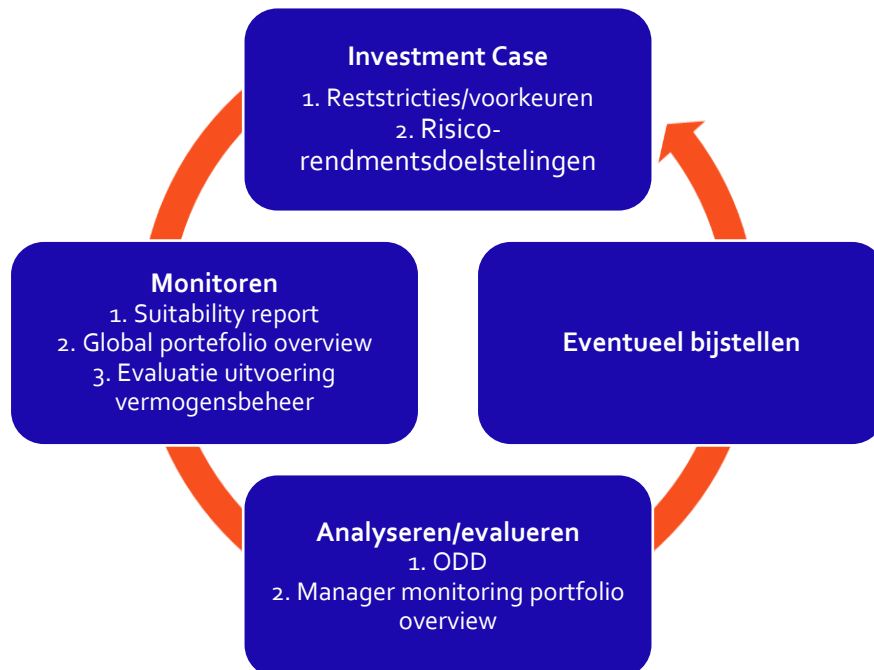 Investment Case
1. Reststricties/voorkeuren
2. Risico-
rendmentsdoelstelingen
Monitoren
1. Suitability report
2. Global portefolio overview
3. Evaluatie uitvoering
vermogensbeheer
Eventueel bijstellen
Analyseren/evalueren
1. ODD
2. Manager monitoring portfolio
overview